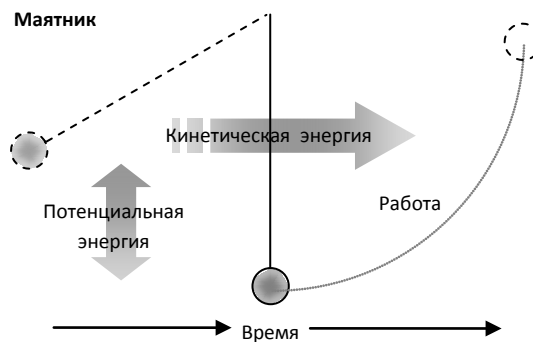 Маятник
Кинетическая энергия
Потенциальная
энергия
Работа
Время